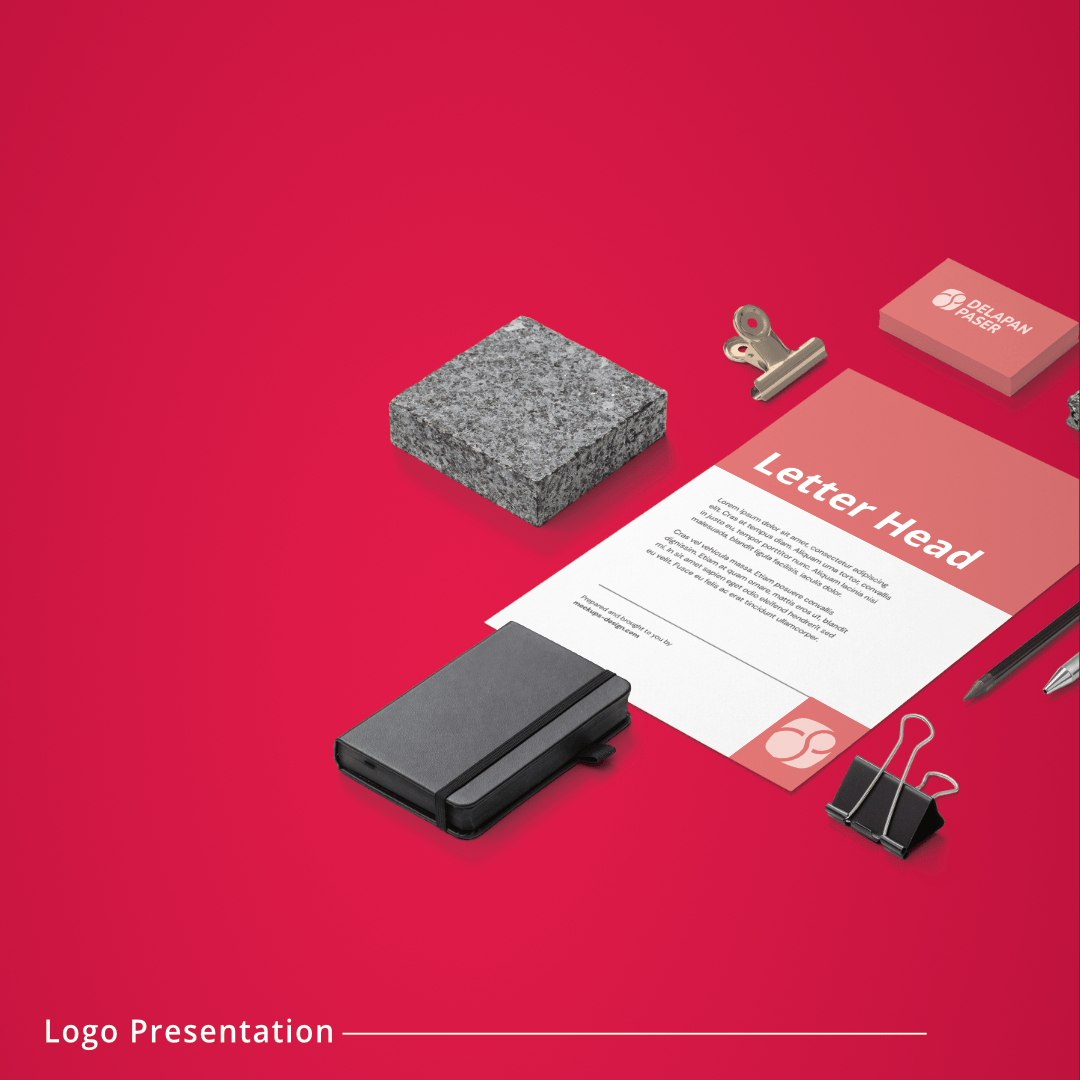 DELAPAN
PASER
Letter Head
Lorem ipsum dolor sit amet, consectetur adipiscing
elit. Cras at tempus diam. Aliquam urna tortor, convallis
in justo eu, tempor porttitor nunc. Aliquam lacinia nisi
malesuada, blandit ligula facilisis, iaculis dolor.
Cras vel vehicula massa. Etiam posuere convallis
dignissim. Etiam at quam ornare, mattis eros ut, blandit
mi. In sit amet sapien eget odio eleifend hendrerit sed
eu velit. Fusce eu felis ac erat tincidunt ullamcorper.
Prepared and brought to you by
mockups-design.com
Logo Presentation